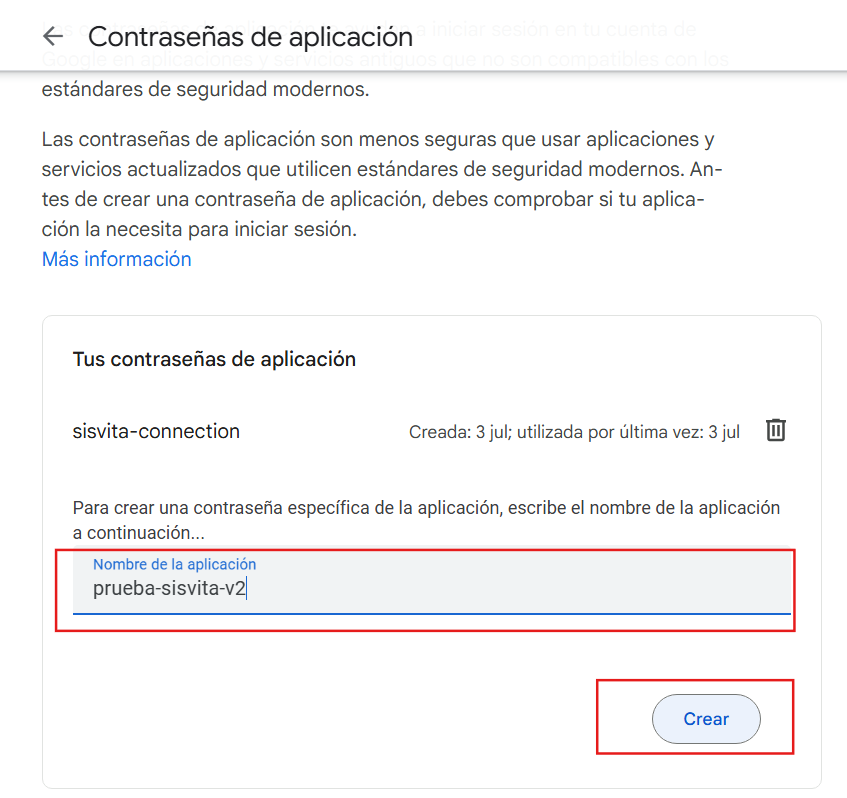 Contraseñas de aplicación
a iniciar sesión en tu cuenta de
Google en aplicaciones y servicios antiguos que no son compatibles con los
estándares de seguridad modernos.
Las contraseñas de aplicación son menos seguras que usar aplicaciones y
servicios actualizados que utilicen estándares de seguridad modernos. An-
tes de crear una contraseña de aplicación, debes comprobar si tu aplica-
ción la necesita para iniciar sesión.
Más información
Tus contraseñas de aplicación
sisvita-connection
Creada: 3 jul; utilizada por última vez: 3 jul
Para crear una contraseña específica de la aplicación, escribe el nombre de la aplicación
a continuación...
Nombre de la aplicación
prueba-sisvita-v2
Crear